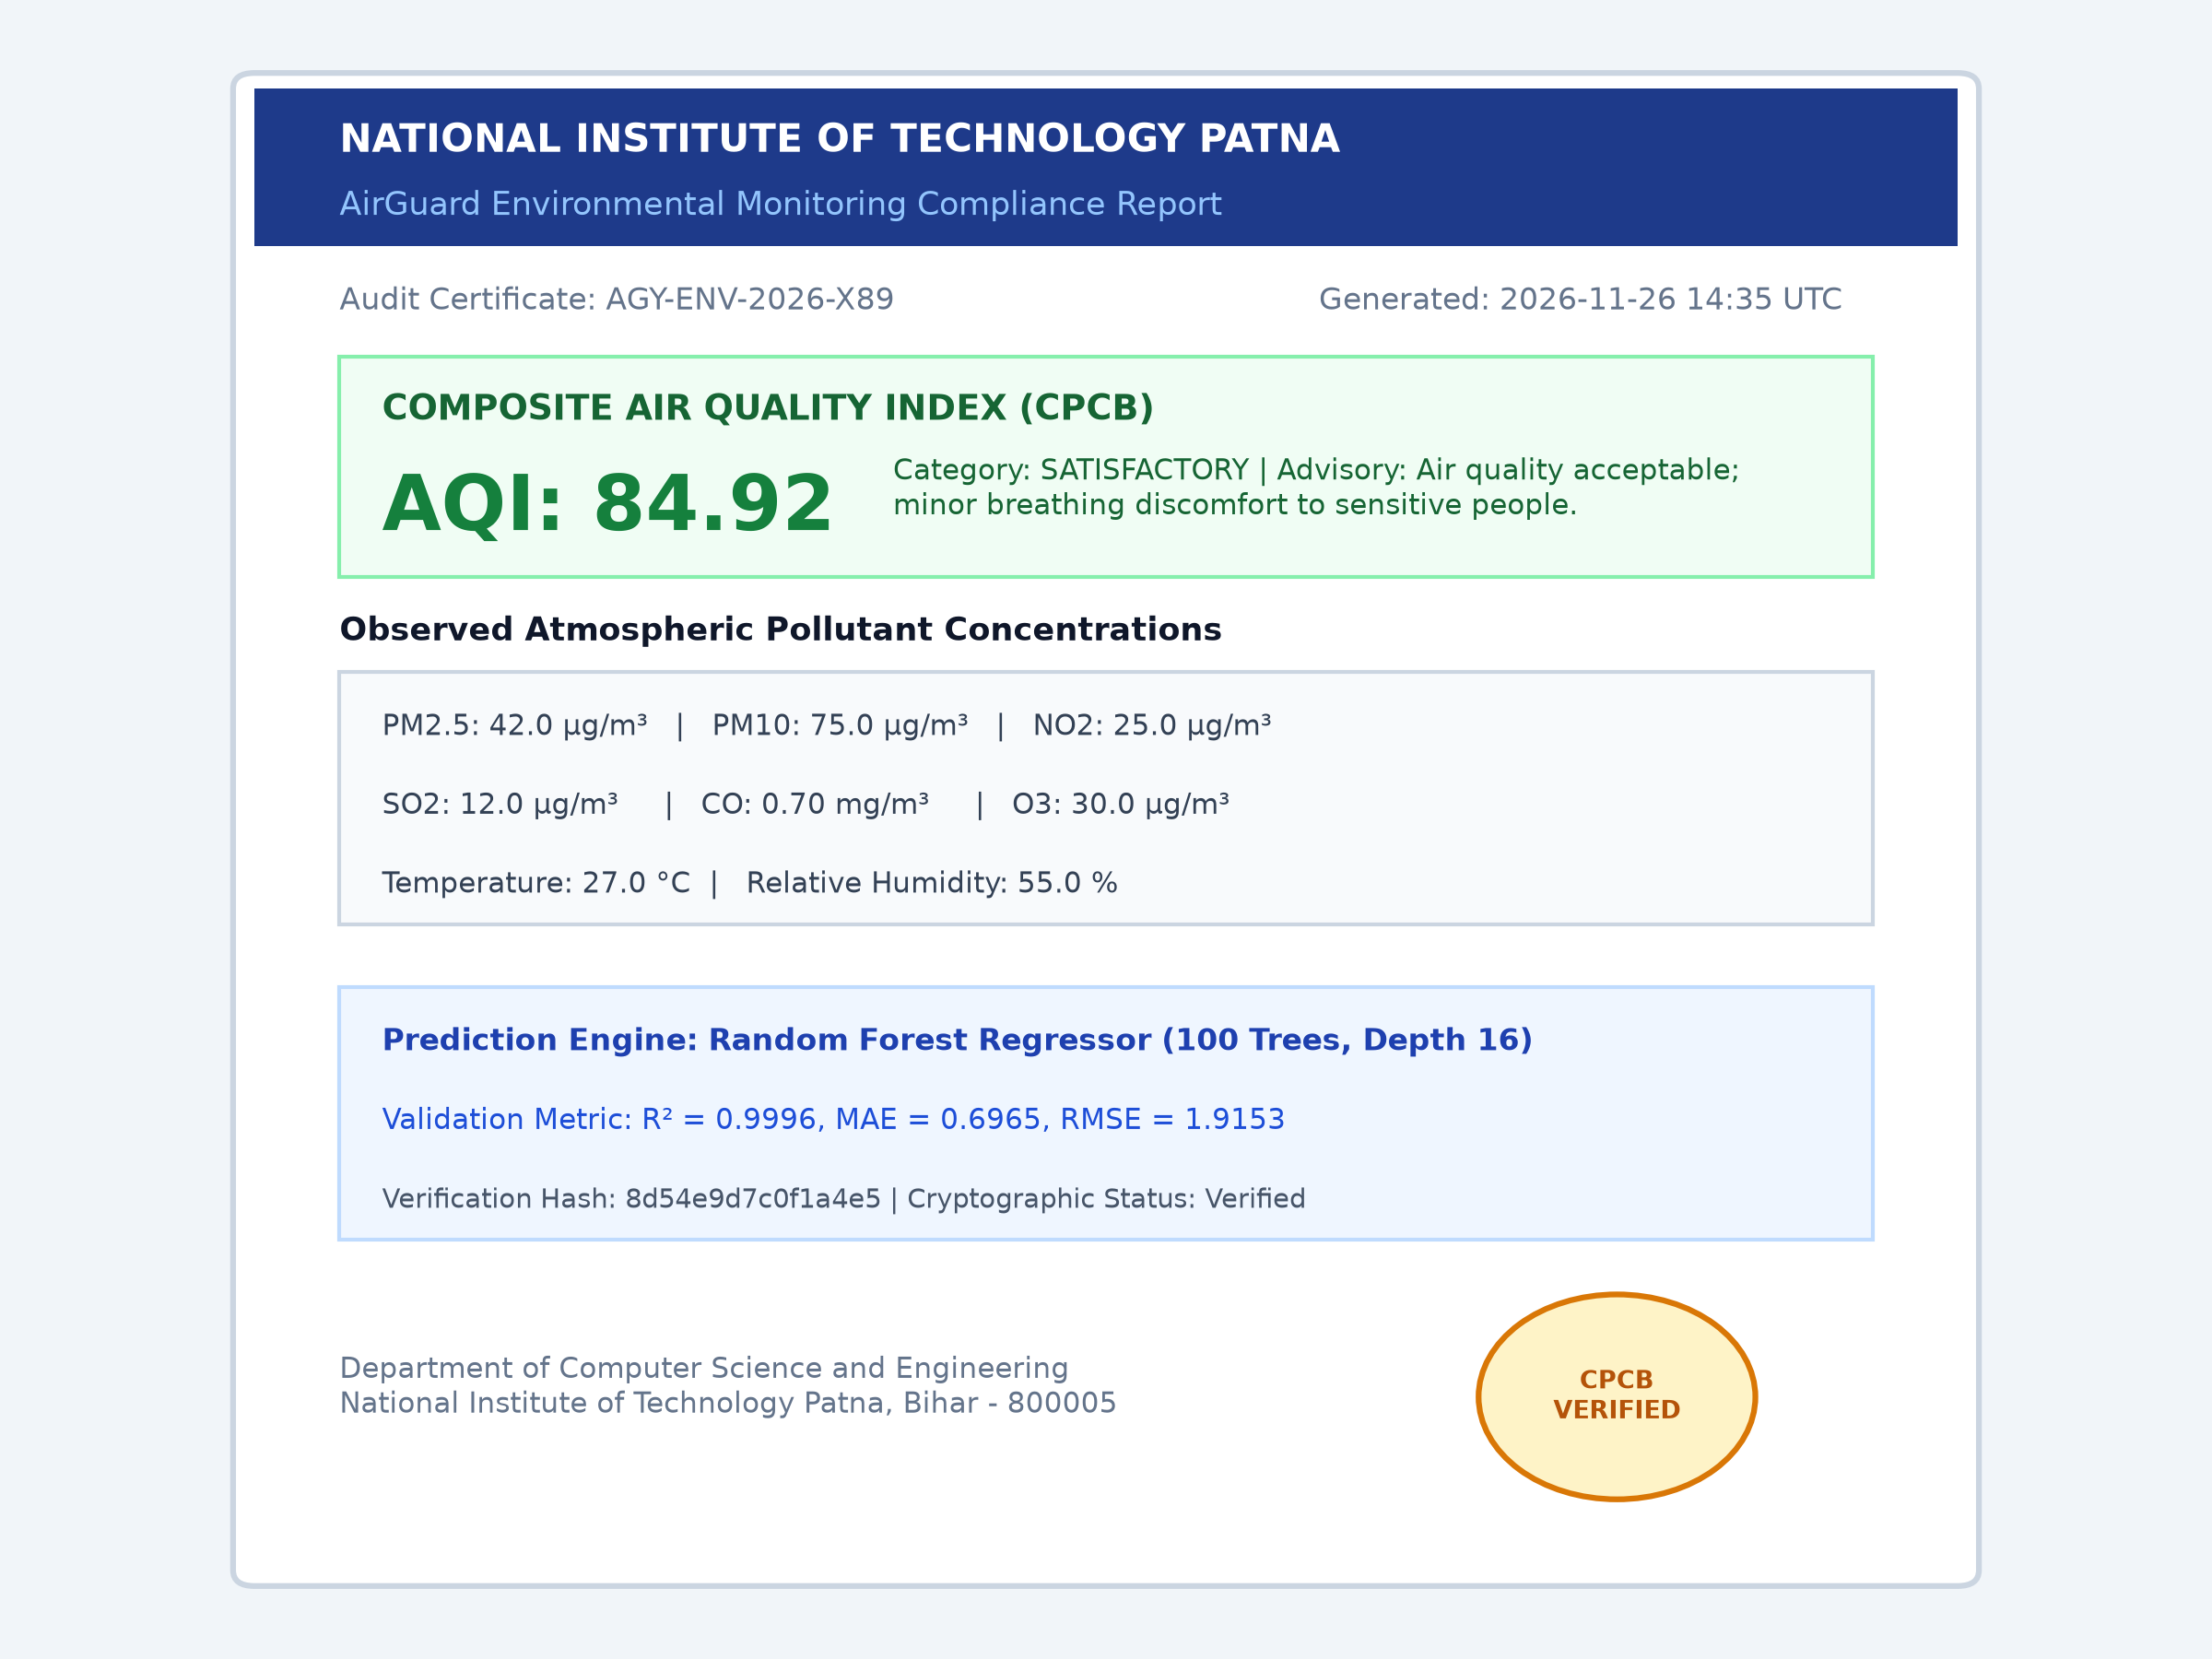 NATIONAL INSTITUTE OF TECHNOLOGY PATNA
AirGuard Environmental Monitoring Compliance Report
Audit Certificate: AGY-ENV-2026-X89
Generated: 2026-11-26 14:35 UTC
COMPOSITE AIR QUALITY INDEX (CPCB)
AQI: 84.92
Category: SATISFACTORY | Advisory: Air quality acceptable;
minor breathing discomfort to sensitive people.
Observed Atmospheric Pollutant Concentrations
PM2.5: 42.0 µg/m³ | PM10: 75.0 µg/m³ | NO2: 25.0 µg/m³
SO2: 12.0 µg/m³ | CO: 0.70 mg/m³ | O3: 30.0 µg/m³
Temperature: 27.0 °C | Relative Humidity: 55.0 %
Prediction Engine: Random Forest Regressor (100 Trees, Depth 16)
Validation Metric: R² = 0.9996, MAE = 0.6965, RMSE = 1.9153
Verification Hash: 8d54e9d7c0f1a4e5 | Cryptographic Status: Verified
Department of Computer Science and Engineering
National Institute of Technology Patna, Bihar - 800005
CPCB
VERIFIED